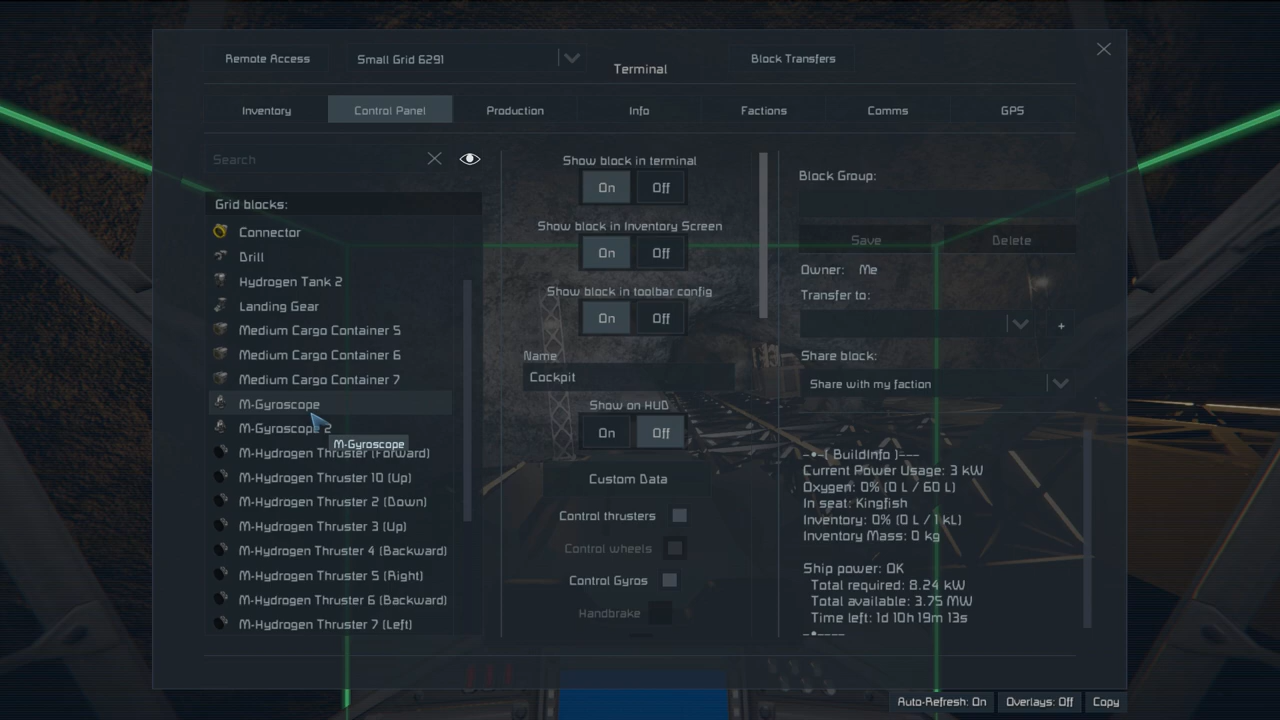 Remote Access
Small Grid 6291
Terminal
Block Transfers
Inventory
Control Panel
Production
Info
Factions
Comms
GPS
Search
Grid blocks:
Connector
Drill
Hydrogen Tank 2
Landing Gear
Medium Cargo Container 5
Medium Cargo Container 6
Medium Cargo Container 7
M-Gyroscope
M-Gyroscope 2
M-Gyroscope
M-Hydrogen Thruster (Forward)
M-Hydrogen Thruster 10 (Up)
M-Hydrogen Thruster 2 (Down)
M-Hydrogen Thruster 3 (Up)
M-Hydrogen Thruster 4 (Backward)
M-Hydrogen Thruster 5 (Right)
M-Hydrogen Thruster 6 (Backward)
M-Hydrogen Thruster 7 (Left)
Show block in terminal
On Off
Show block in Inventory Screen
On Off
Show block in toolbar config
On Off
Name
Cockpit
Show on HUD
On Off
Custom Data
Control thrusters
Control wheels
Control Gyros
Handbrake
Block Group:
Save
Delete
Owner: Me
Transfer to:
+
Share block:
Share with my faction
-•-( BuildInfo )---
Current Power Usage: 3 kW
Oxygen: 0% (0 L / 60 L)
In seat: Kingfish
Inventory: 0% (0 L / 1 kL)
Inventory Mass: 0 kg
Ship power: OK
Total required: 8.24 kW
Total available: 3.75 MW
Time left: 1d 10h 19m 13s
-•----
Auto-Refresh: On
Overlays: Off
Copy